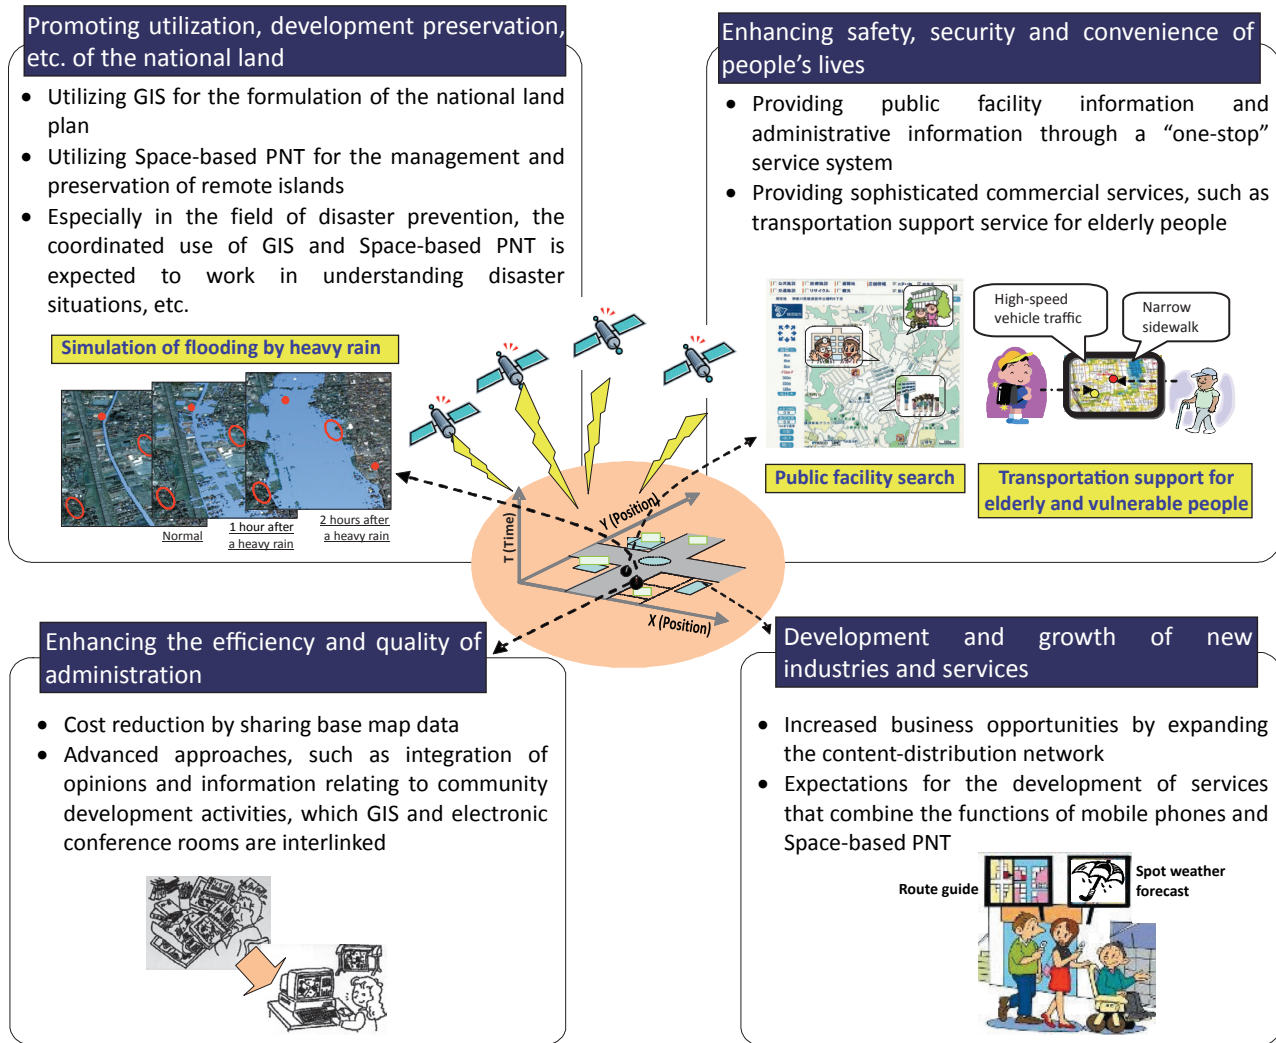 Promoting utilization, development preservation,
etc. of the national land
• Utilizing GIS for the formulation of the national land
plan
• Utilizing Space-based PNT for the management and
preservation of remote islands
• Especially in the field of disaster prevention, the
coordinated use of GIS and Space-based PNT is
expected to work in understanding disaster
situations, etc.
Simulation of flooding by heavy rain
Normal
1 hour after
a heavy rain
2 hours after
a heavy rain
Enhancing safety, security and convenience of
people's lives
• Providing public facility information and
administrative information through a “one-stop”
service system
• Providing sophisticated commercial services, such as
transportation support service for elderly people
High-speed
vehicle traffic
Narrow
sidewalk
Public facility search
Transportation support for
elderly and vulnerable people
T (Time)
Y (Position)
X (Position)
Enhancing the efficiency and quality of
administration
• Cost reduction by sharing base map data
• Advanced approaches, such as integration of
opinions and information relating to community
development activities, which GIS and electronic
conference rooms are interlinked
Development and growth of new
industries and services
• Increased business opportunities by expanding
the content-distribution network
• Expectations for the development of services
that combine the functions of mobile phones and
Space-based PNT
Route guide
Spot weather
forecast